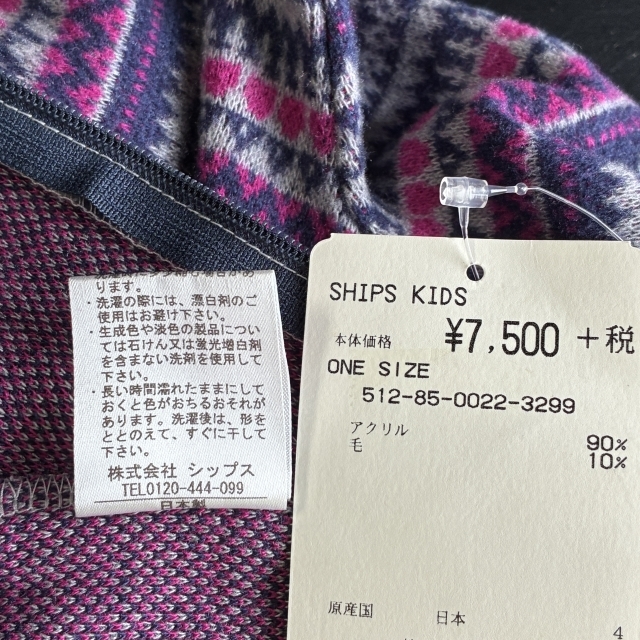 ります。
・洗濯の際には、漂白剤のご
使用はお避け下さい。
・生成色や淡色の製品につい
ては石けん又は蛍光増白剤
を含まない洗剤を使用して
下さい。
・長い時間濡れたままにして
おくと色がおちるおそれが
あります。洗濯後は、形を
ととのえて、すぐに干して
下さい。
株式会社 シップス
TEL0120-444-099
日本製
SHIPS KIDS
本体価格 ¥7,500 +税
ONE SIZE
512-85-0022-3299
アクリル 90%
毛 10%
原産国 日本
4